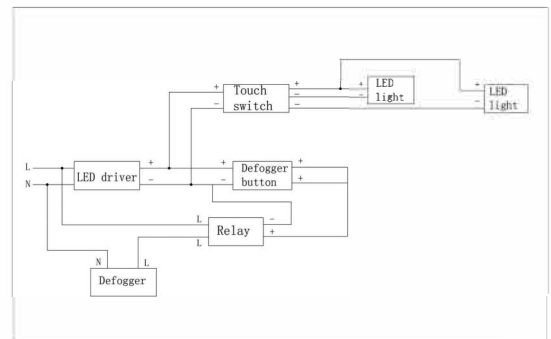 + Touch switch + LED light + LED light
- - - -
-
L LED driver + + Defogger button +
N - - +
L Relay -
L +
N L
Defogger